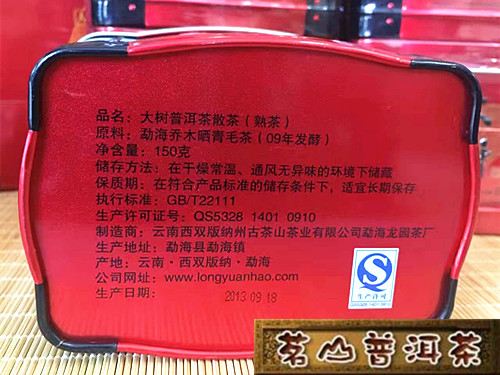 品名：大树普洱茶散茶（熟茶）
原料：勐海乔木晒青毛茶（09年发酵）
净含量：150克
储存方法：在干燥常温、通风无异味的环境下储藏
保质期：在符合产品标准的储存条件下，适宜长期保存
执行标准：GB/T22111
生产许可证号：QS5328 1401 0910
制造商：云南西双版纳州古茶山茶业有限公司勐海龙园茶厂
生产地址：勐海县勐海镇
产地：云南·西双版纳·勐海
公司网址：www.longyuanhao.com
生产日期：2013 09 18
生产许可
茗山普洱茶